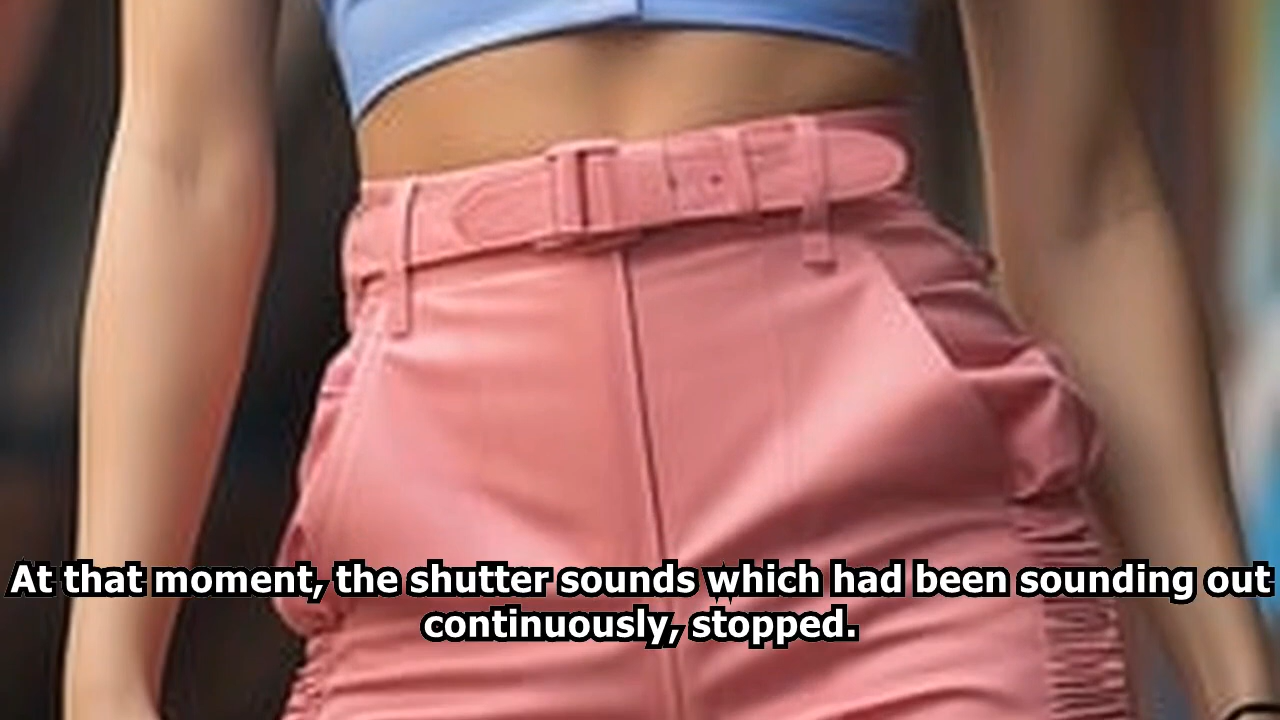 At that moment, the shutter sounds which had been sounding out
continuously, stopped.